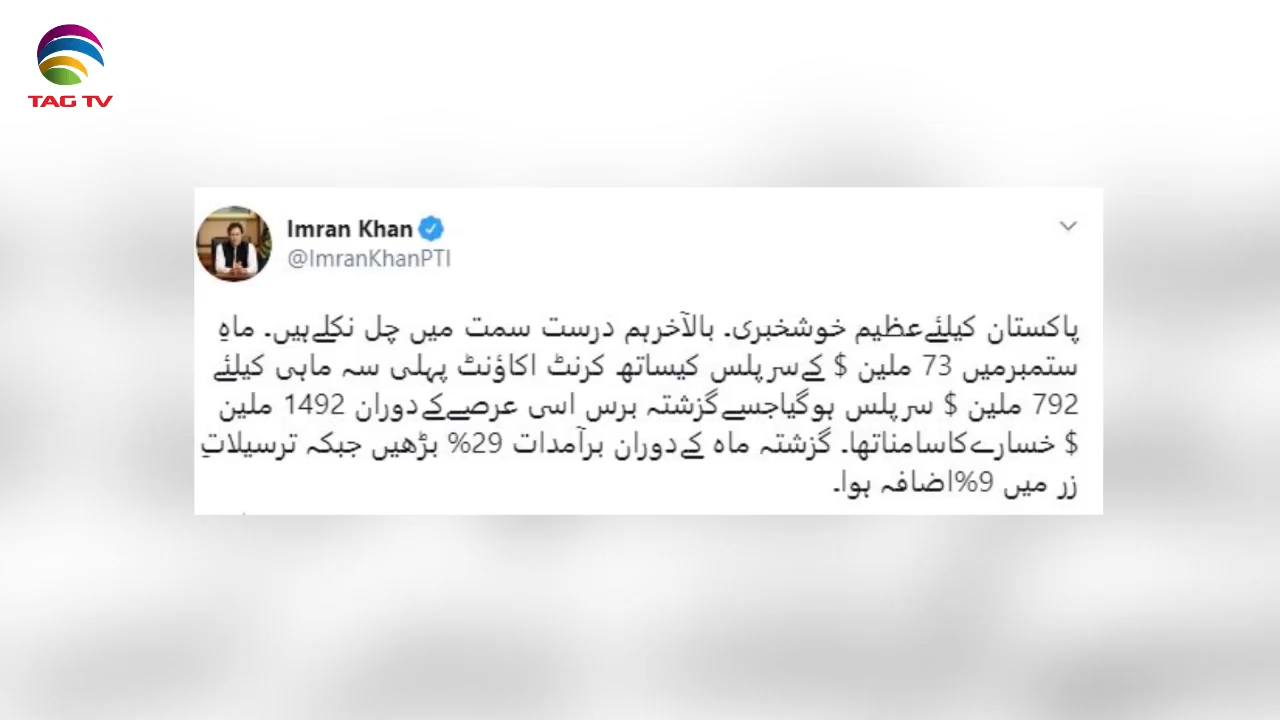 TAG TV
Imran Khan
@ImranKhanPTI
پاکستان کیلئےعظیم خوشخبری۔ بالآخرہم درست سمت میں چل نکلےہیں۔ ماہِ
ستمبرمیں 73 ملین $ کےسرپلس کیساتھ کرنٹ اکاؤنٹ پہلی سہ ماہی کیلئے
792 ملین $ سرپلس ہوگیاجسےگزشتہ برس اسی عرصےکےدوران 1492 ملین
$ خسارےکاسامناتھا۔ گزشتہ ماہ کےدوران برآمدات 29% بڑھیں جبکہ ترسیلاتِ
زر میں 9%اضافہ ہوا۔